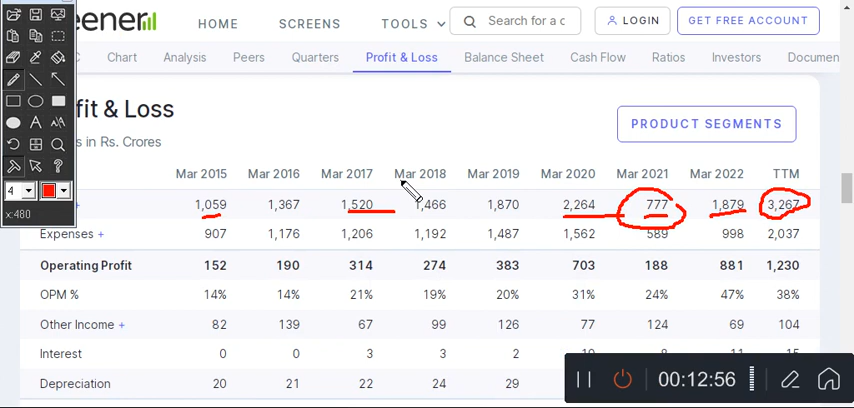 eener
HOME
SCREENS
TOOLS
Search for a c
LOGIN
GET FREE ACCOUNT
C
Chart
Analysis
Peers
Quarters
Profit & Loss
Balance Sheet
Cash Flow
Ratios
Investors
Documen
fit & Loss
s in Rs. Crores
PRODUCT SEGMENTS
Mar 2015 Mar 2016 Mar 2017 Mar 2018 Mar 2019 Mar 2020 Mar 2021 Mar 2022 TTM
+ 1,059 1,367 1,520 1,466 1,870 2,264 777 1,879 3,267
Expenses + 907 1,176 1,206 1,192 1,487 1,562 589 998 2,037
Operating Profit 152 190 314 274 383 703 188 881 1,230
OPM % 14% 14% 21% 19% 20% 31% 24% 47% 38%
Other Income + 82 139 67 99 126 77 124 69 104
Interest 0 0 3 3 2
Depreciation 20 21 22 24 29
4
x:480
00:12:56